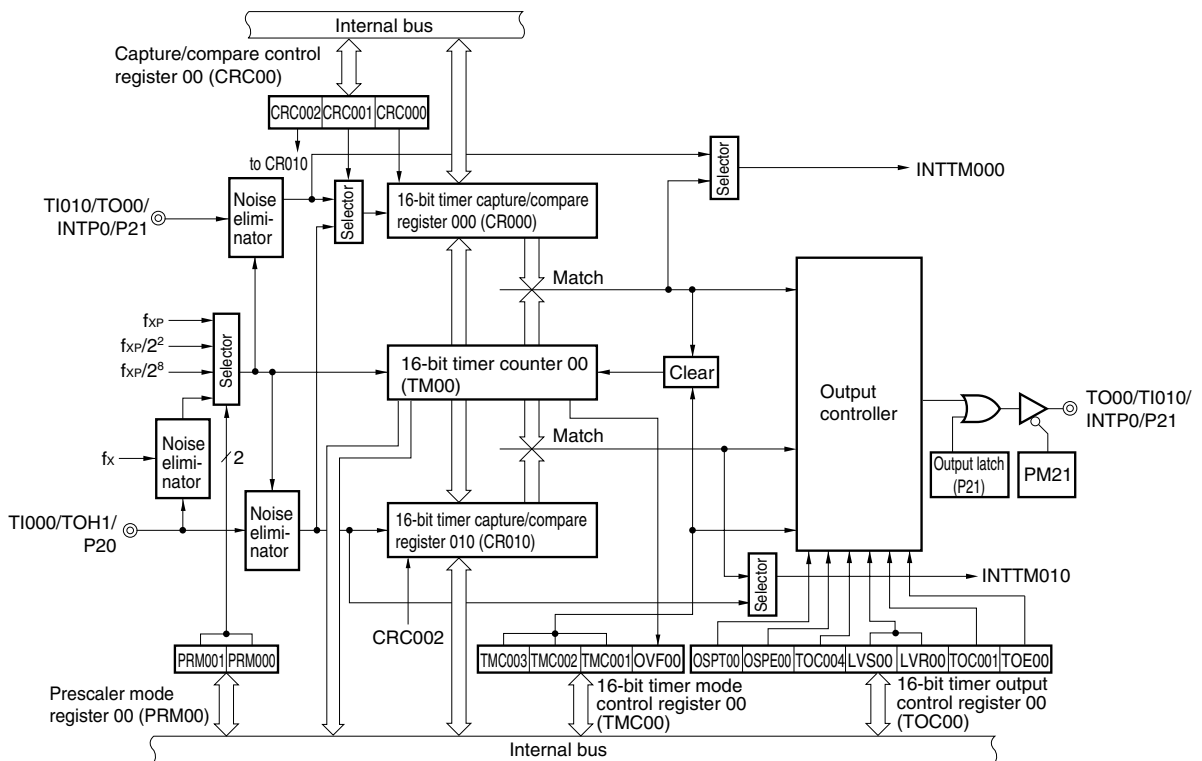 Internal bus
Capture/compare control
register 00 (CRC00)
CRC002 CRC001 CRC000
to CR010
Selector
INTTM000
TI010/TO00/
INTP0/P21
Noise
elimi-
nator
Selector
16-bit timer capture/compare
register 000 (CR000)
Match
fXP
fXP/2²
fXP/2⁸
Selector
16-bit timer counter 00
(TM00)
Clear
Output
controller
TO00/TI010/
INTP0/P21
Match
Output latch
(P21)
PM21
fX
Noise
elimi-
nator
2
TI000/TOH1/
P20
Noise
elimi-
nator
16-bit timer capture/compare
register 010 (CR010)
Selector
INTTM010
CRC002
PRM001 PRM000
TMC003 TMC002 TMC001 OVF00
OSPT00 OSPE00 TOC004 LVS00 LVR00 TOC001 TOE00
Prescaler mode
register 00 (PRM00)
16-bit timer mode
control register 00
(TMC00)
16-bit timer output
control register 00
(TOC00)
Internal bus